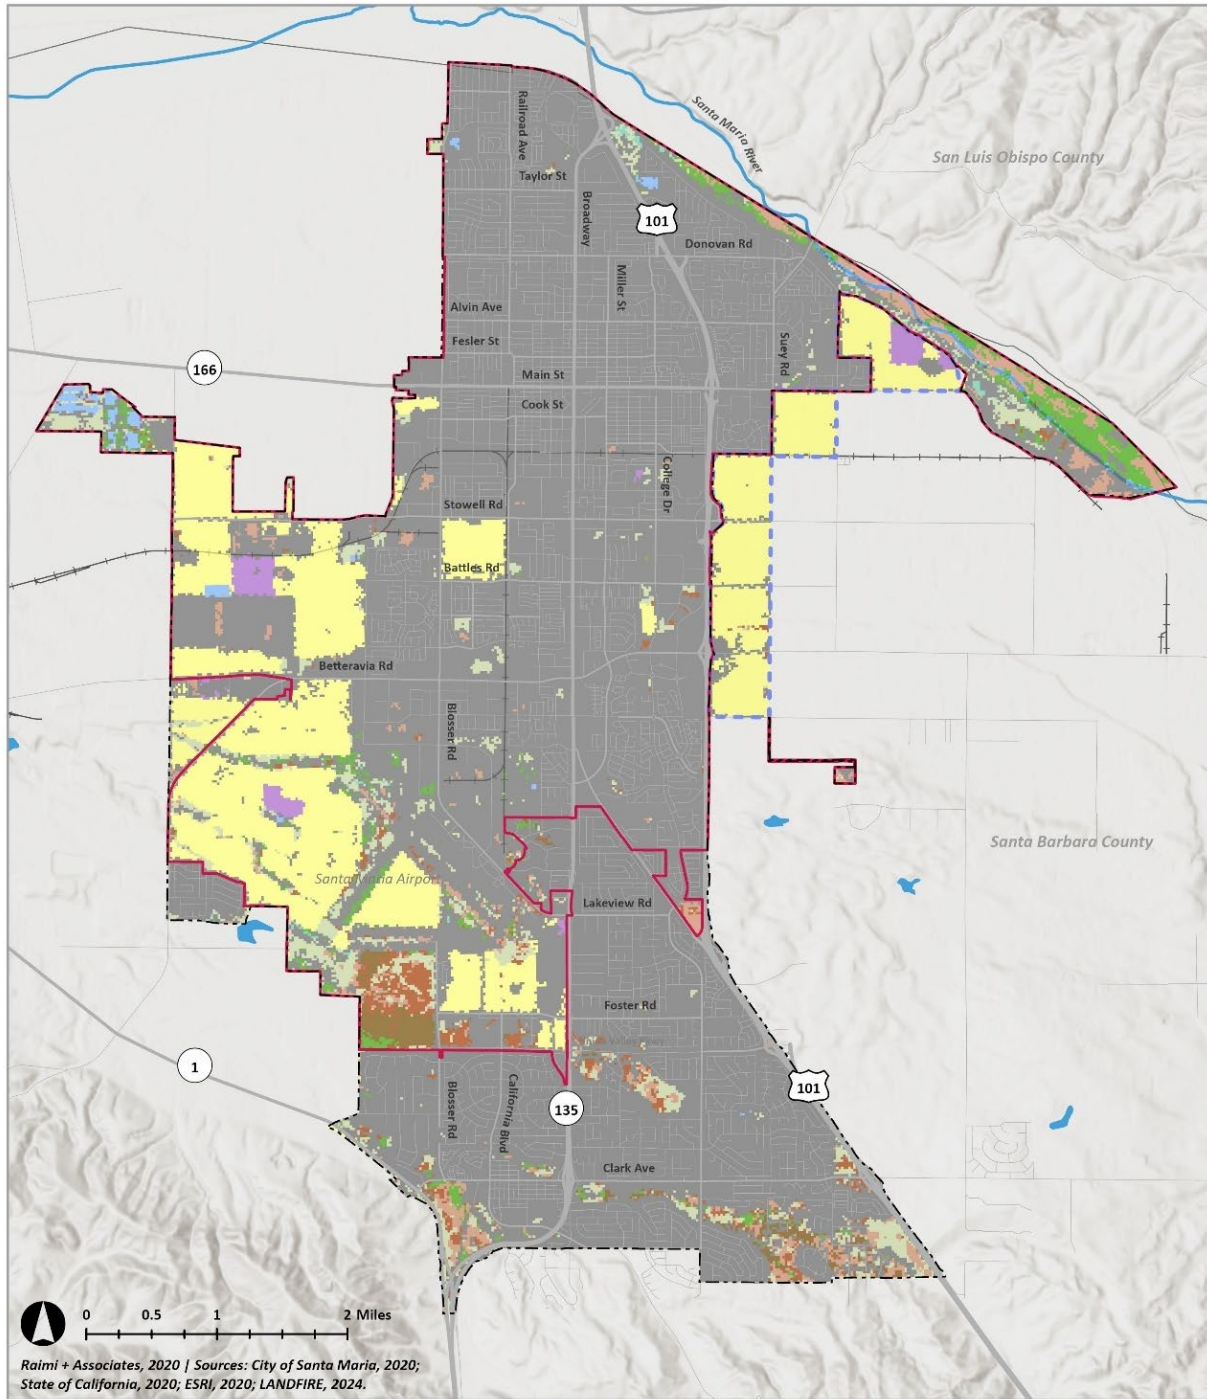 Santa Maria River
San Luis Obispo County
Railroad Ave
Taylor St
Broadway
101
Donovan Rd
Miller St
Alvin Ave
Fesler St
Suey Rd
166
Main St
Cook St
College Dr
Stowell Rd
Battles Rd
Betteravia Rd
Blosser Rd
Santa Barbara County
Santa Maria Airport
Lakeview Rd
Foster Rd
1
101
Blosser Rd
California Blvd
135
Clark Ave
0 0.5 1 2 Miles
Raimi + Associates, 2020 | Sources: City of Santa Maria, 2020;
State of California, 2020; ESRI, 2020; LANDFIRE, 2024.